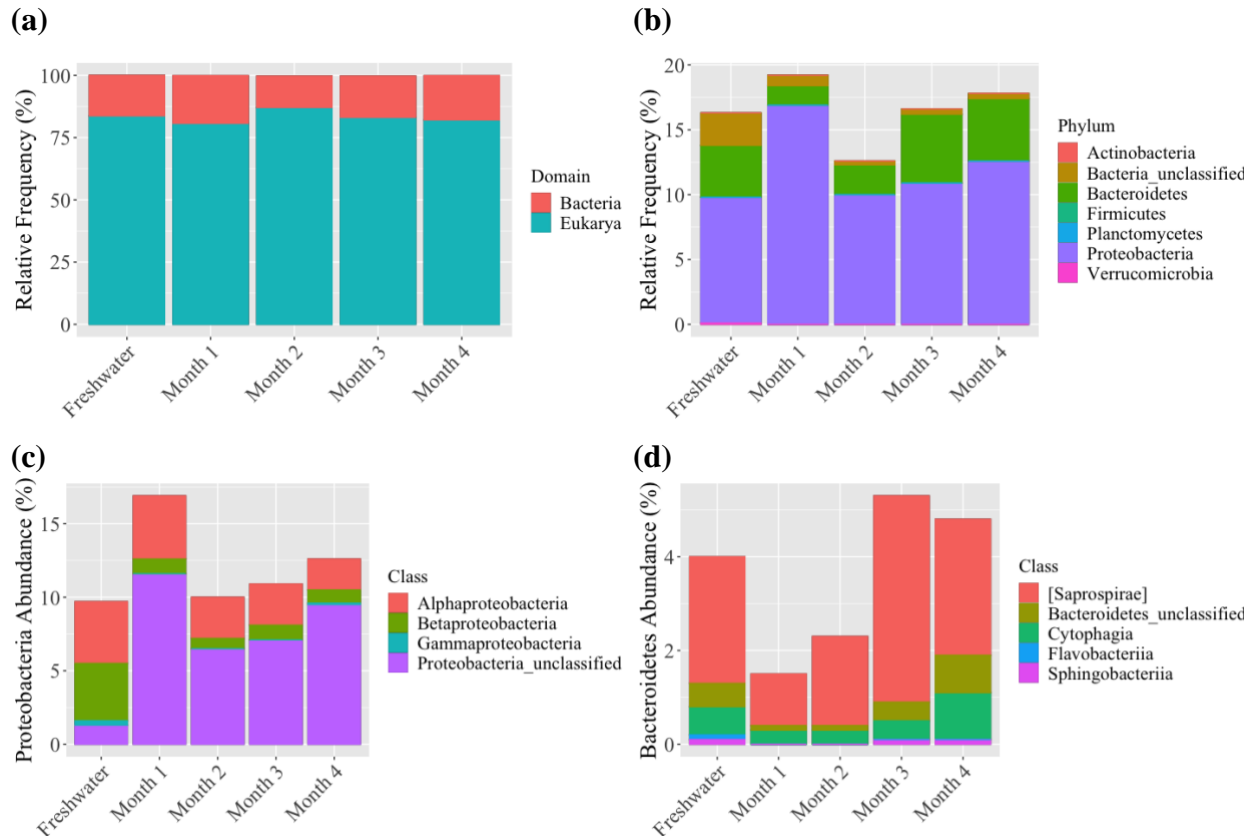 (a)
100
75
50
25
0
Relative Frequency (%)
Freshwater
Month 1
Month 2
Month 3
Month 4
Domain
Bacteria
Eukarya
(b)
20
15
10
5
0
Relative Frequency (%)
Freshwater
Month 1
Month 2
Month 3
Month 4
Phylum
Actinobacteria
Bacteria_unclassified
Bacteroidetes
Firmicutes
Planctomycetes
Proteobacteria
Verrucomicrobia
(c)
15
10
5
0
Proteobacteria Abundance (%)
Freshwater
Month 1
Month 2
Month 3
Month 4
Class
Alphaproteobacteria
Betaproteobacteria
Gammaproteobacteria
Proteobacteria_unclassified
(d)
4
2
0
Bacteroidetes Abundance (%)
Freshwater
Month 1
Month 2
Month 3
Month 4
Class
[Saprospirae]
Bacteroidetes_unclassified
Cytophagia
Flavobacteriia
Sphingobacteriia